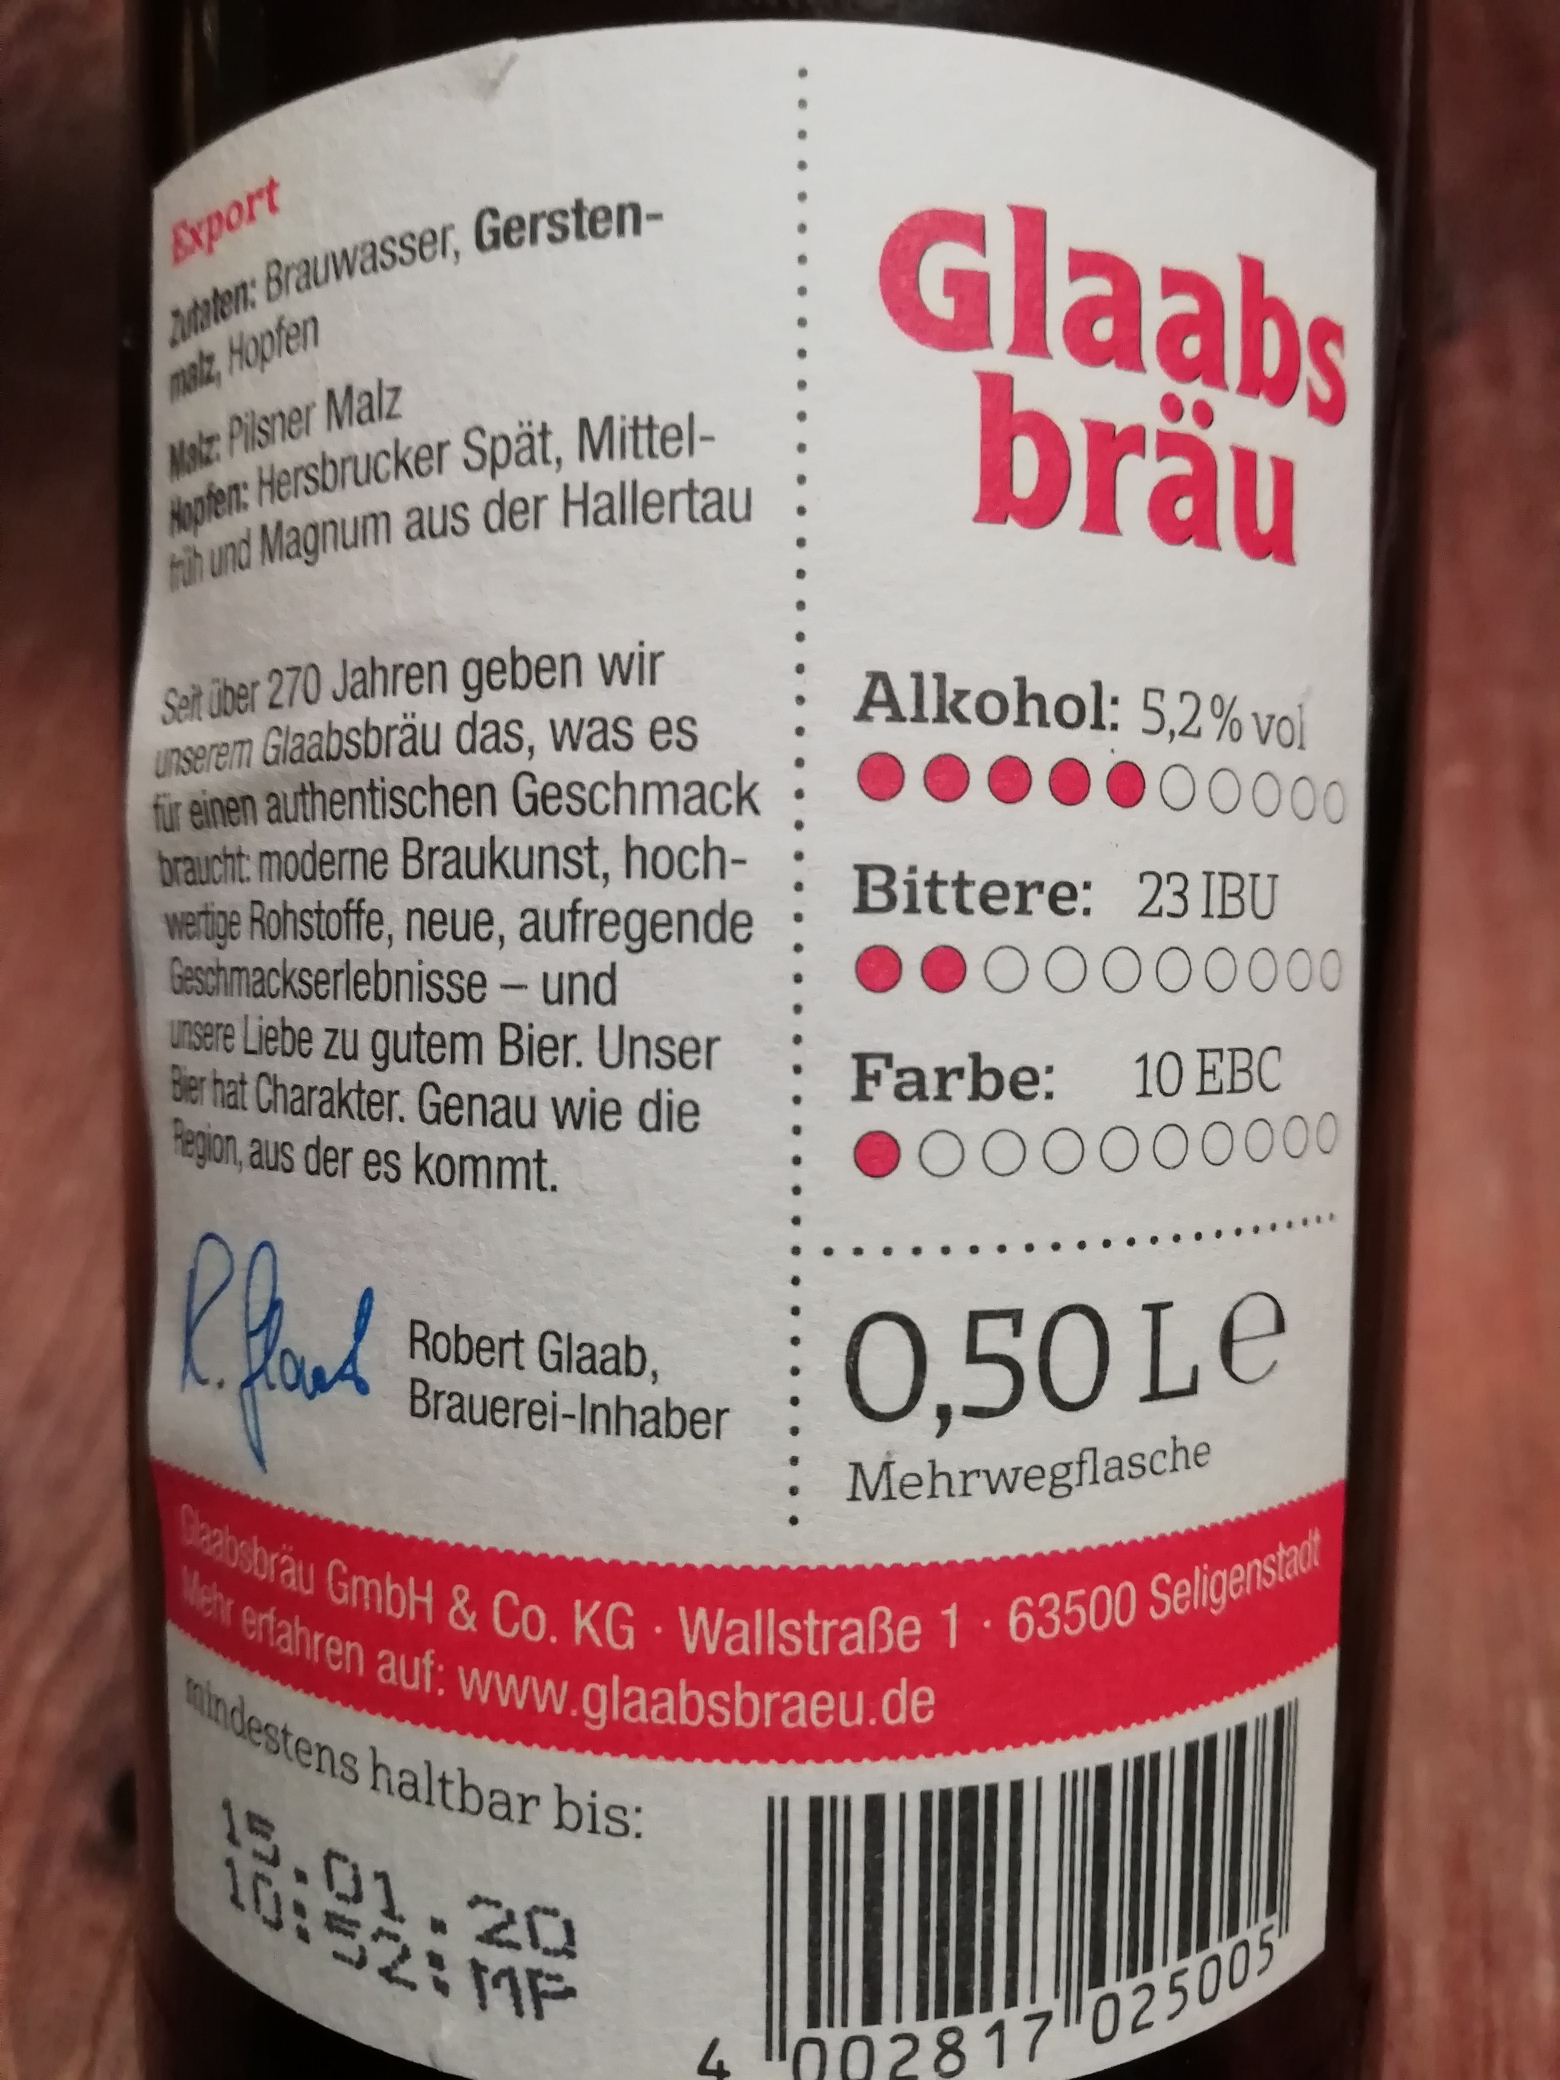 Export
Zutaten: Brauwasser, Gersten-
malz, Hopfen
Malz: Pilsner Malz
Hopfen: Hersbrucker Spät, Mittel-
früh und Magnum aus der Hallertau
Seit über 270 Jahren geben wir
unserem Glaabsbräu das, was es
für einen authentischen Geschmack
braucht: moderne Braukunst, hoch-
wertige Rohstoffe, neue, aufregende
Geschmackserlebnisse – und
unsere Liebe zu gutem Bier. Unser
Bier hat Charakter. Genau wie die
Region, aus der es kommt.
R. Glaab
Robert Glaab,
Brauerei-Inhaber
Glaabs
bräu
Alkohol: 5,2% vol
Bittere: 23 IBU
Farbe: 10 EBC
0,50 L e
Mehrwegflasche
Glaabsbräu GmbH & Co. KG · Wallstraße 1 · 63500 Seligenstadt
Mehr erfahren auf: www.glaabsbraeu.de
mindestens haltbar bis:
15.01.20
10:52:MF
4 002817 025005